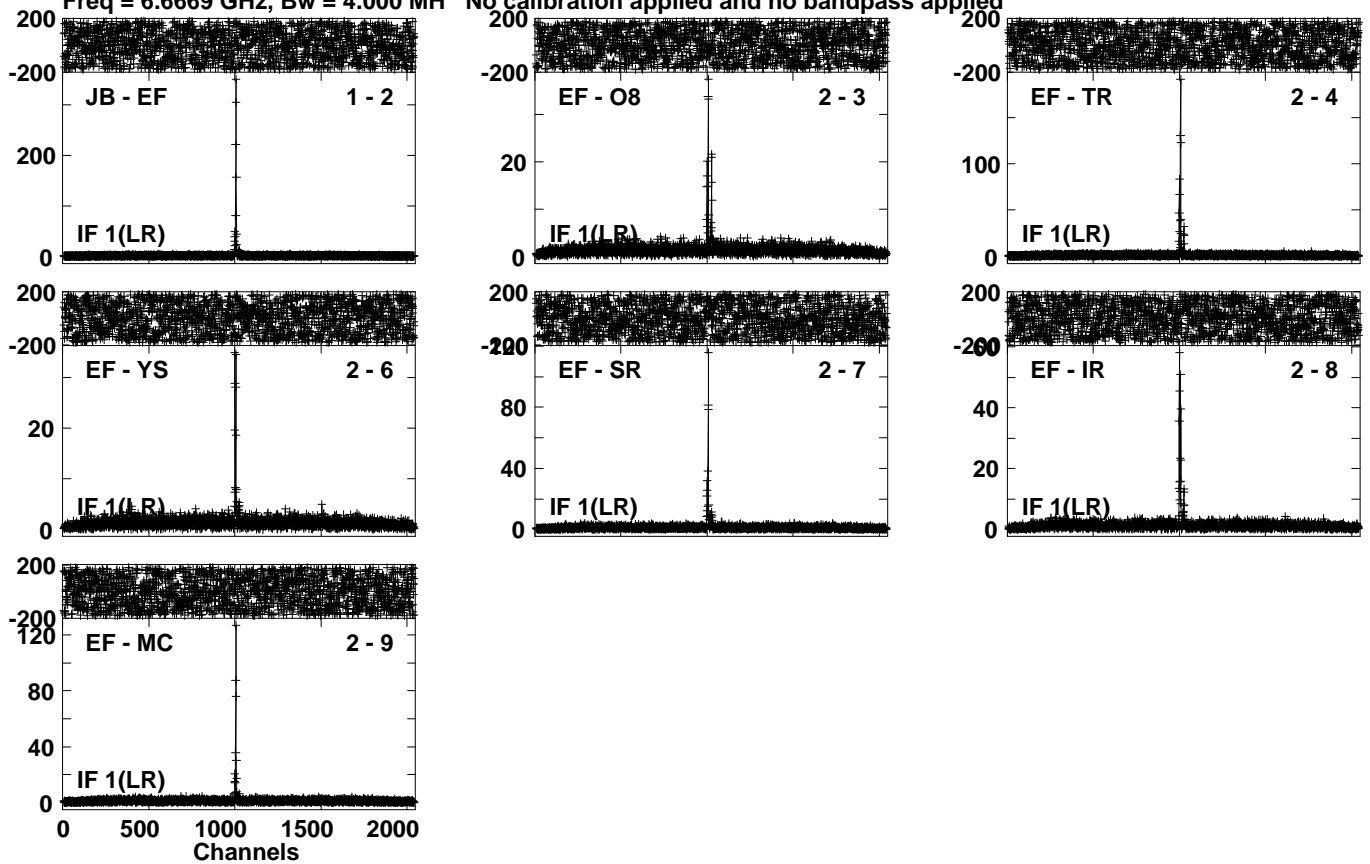 Freq = 6.6669 GHz, Bw = 4.000 MH No calibration applied and no bandpass applied
200 200 200
-200 -200 -200
JB - EF 1 - 2 EF - O8 2 - 3 EF - TR 2 - 4
200 20 100
IF 1(LR) IF 1(LR) IF 1(LR)
0 0 0
200 200 200
-200
60
EF - YS 2 - 6 EF - SR 2 - 7 EF - IR 2 - 8
80 40
20
40 20
IF 1(LR) IF 1(LR) IF 1(LR)
0 0 0
200
-200
120
EF - MC 2 - 9
80
40
IF 1(LR)
0
0 500 1000 1500 2000
Channels